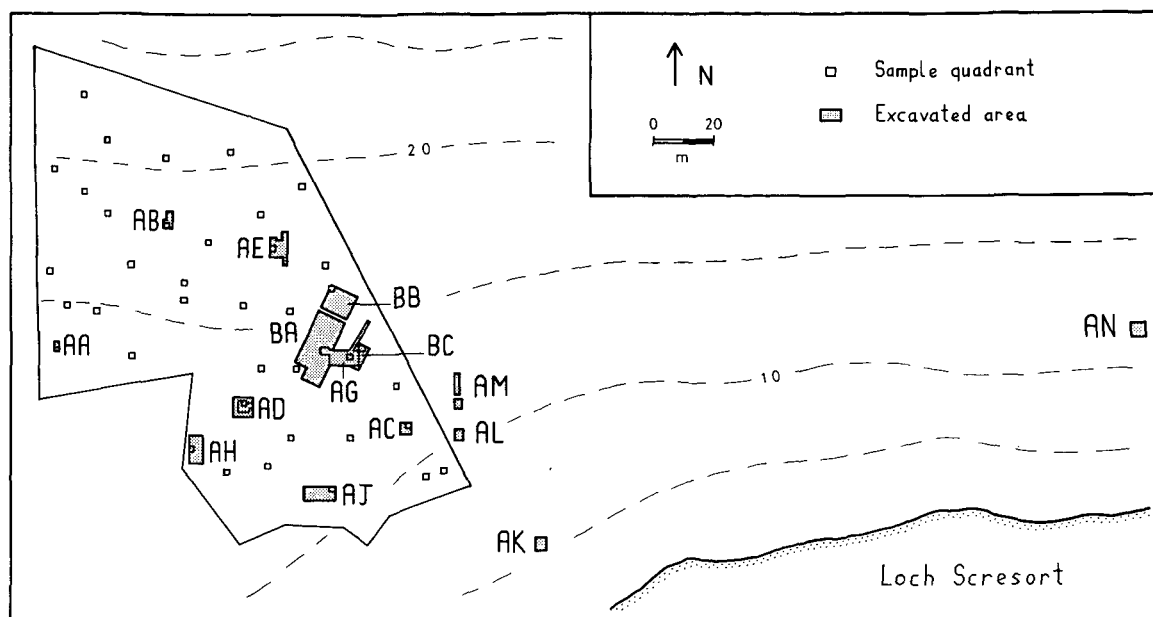 N
0 20
m
Sample quadrant
Excavated area
20
AB
AE
BB
BA
BC
AA
AG
AM
AD
AC
AL
AH
AJ
AK
AN
10
Loch Scresort